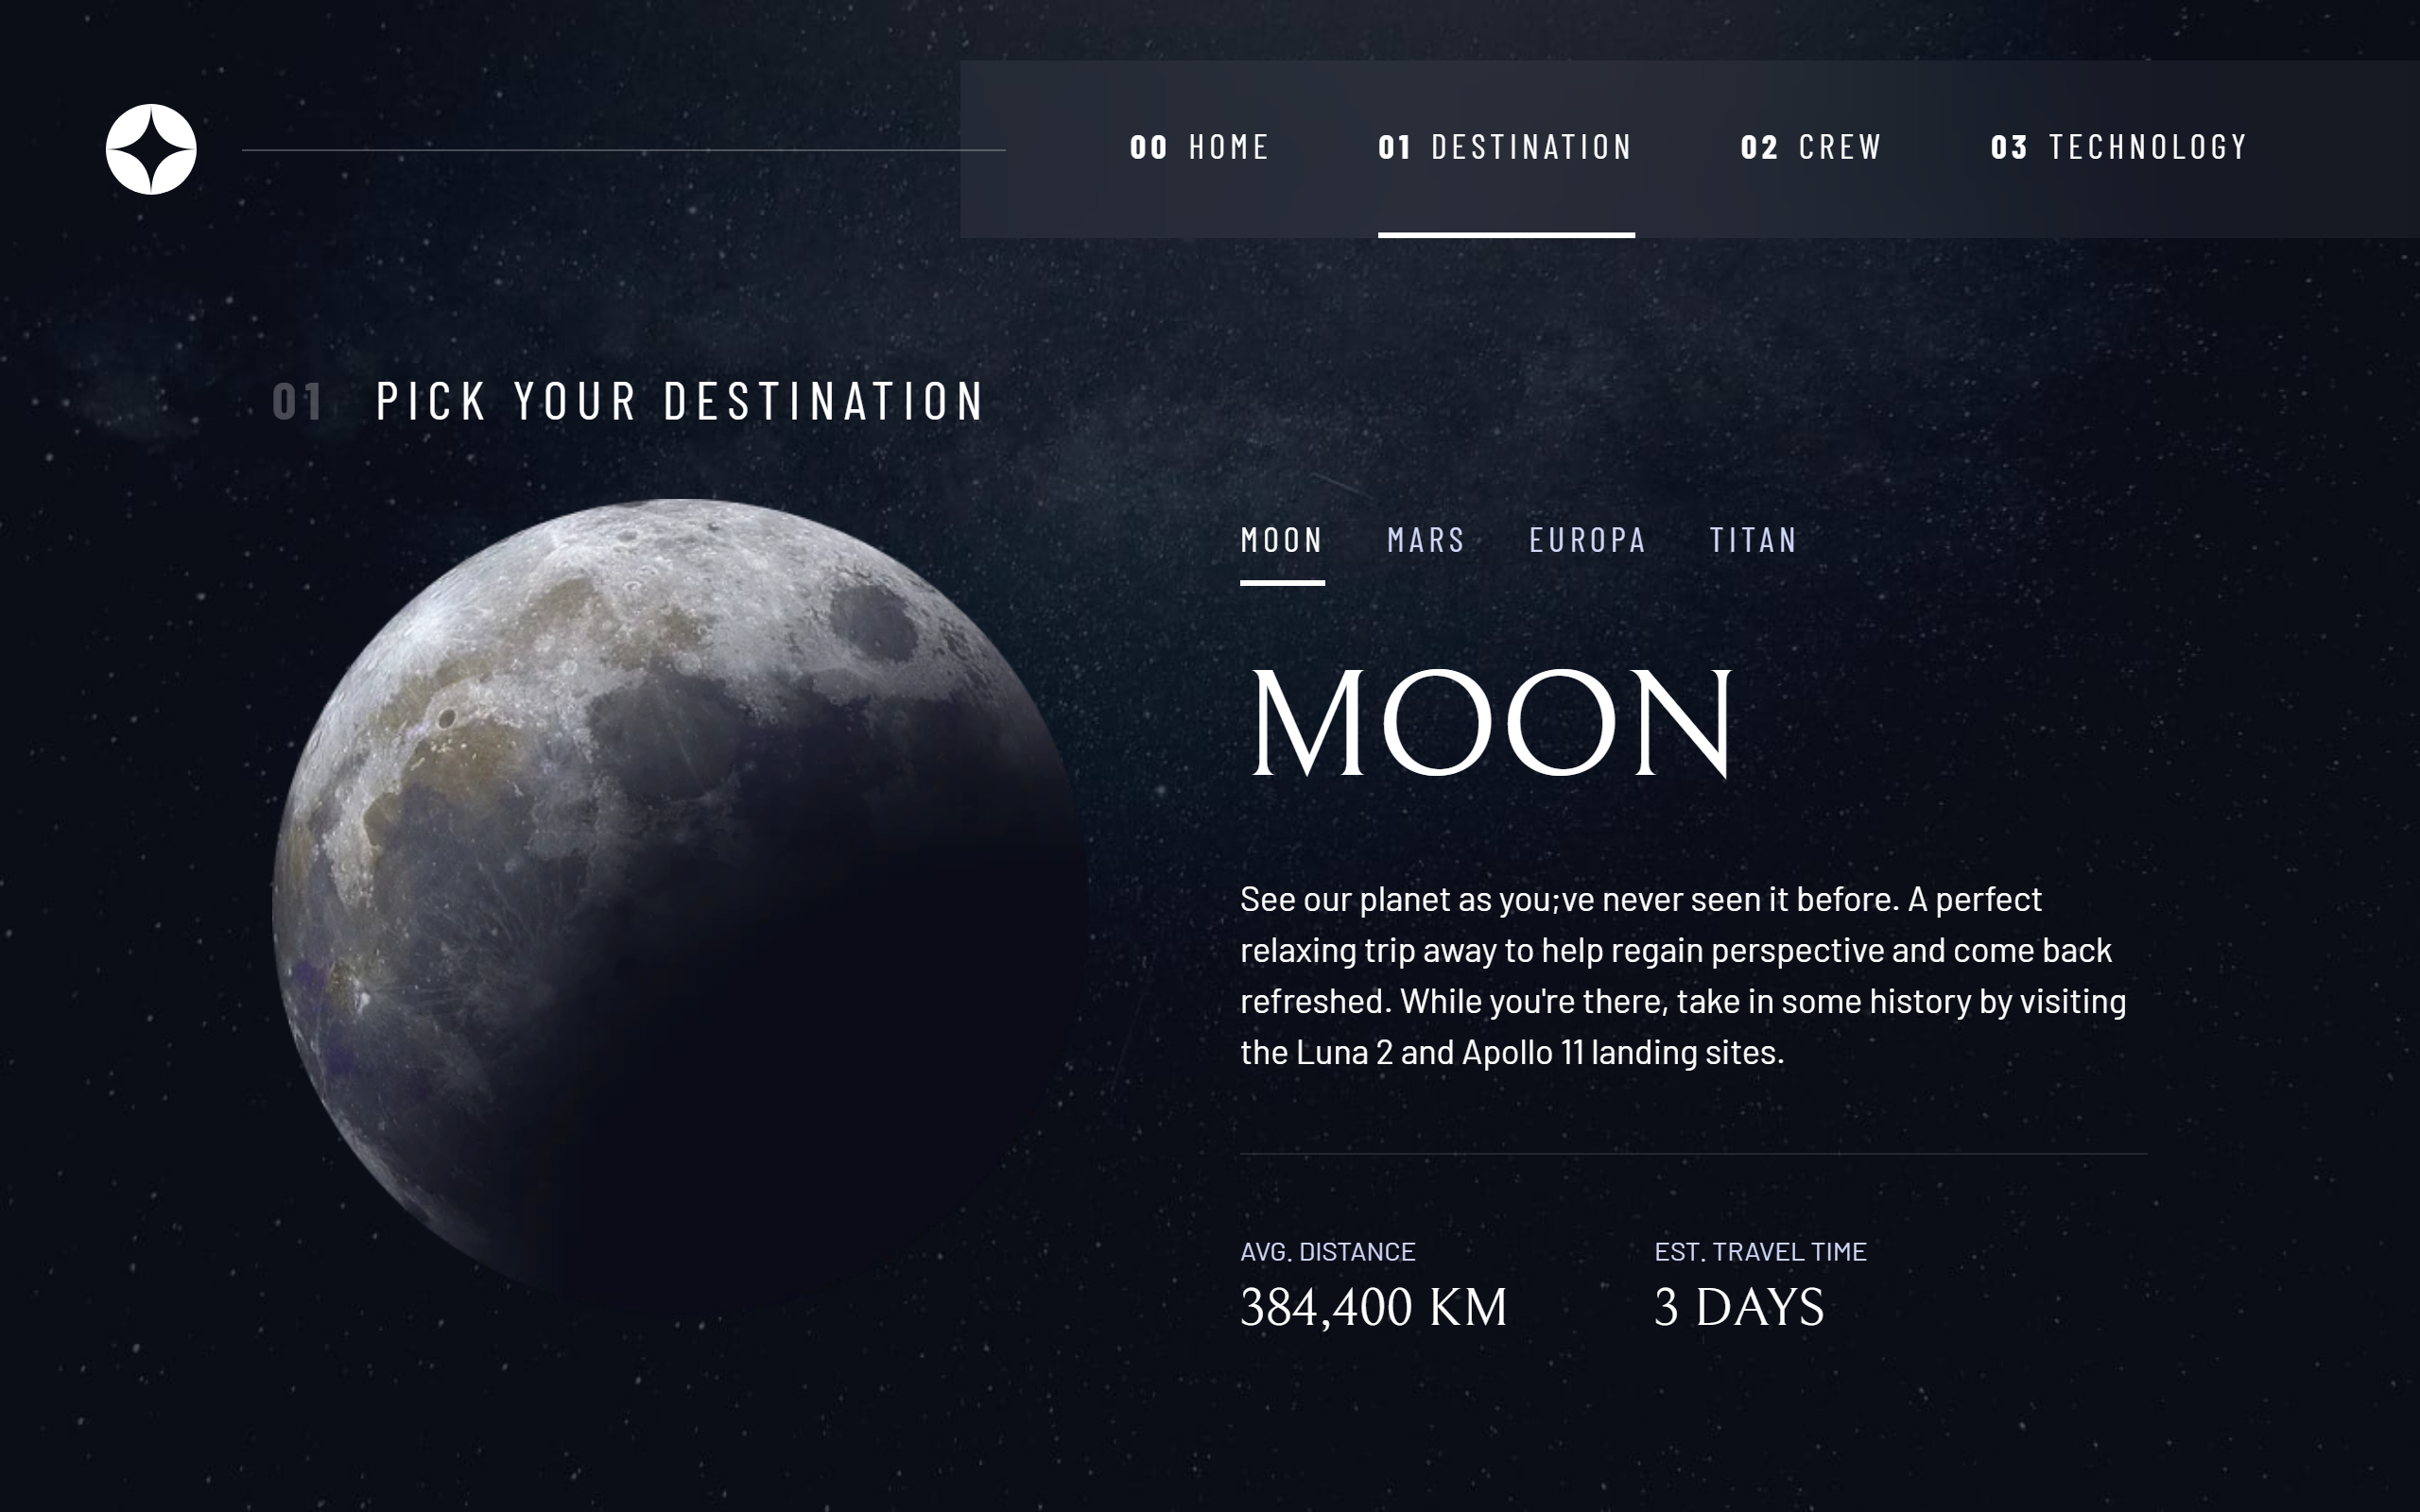 00 HOME 01 DESTINATION 02 CREW 03 TECHNOLOGY
01 PICK YOUR DESTINATION
MOON MARS EUROPA TITAN
MOON
See our planet as you;ve never seen it before. A perfect
relaxing trip away to help regain perspective and come back
refreshed. While you're there, take in some history by visiting
the Luna 2 and Apollo 11 landing sites.
AVG. DISTANCE EST. TRAVEL TIME
384,400 KM 3 DAYS